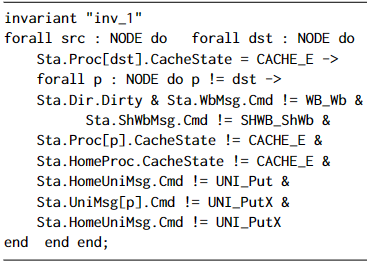 invariant "inv_1"
forall src : NODE do   forall dst : NODE do
    Sta.Proc[dst].CacheState = CACHE_E ->
    forall p : NODE do p != dst ->
    Sta.Dir.Dirty & Sta.WbMsg.Cmd != WB_Wb &
          Sta.ShWbMsg.Cmd != SHWB_ShWb &
    Sta.Proc[p].CacheState != CACHE_E &
    Sta.HomeProc.CacheState != CACHE_E &
    Sta.HomeUniMsg.Cmd != UNI_Put &
    Sta.UniMsg[p].Cmd != UNI_PutX &
    Sta.HomeUniMsg.Cmd != UNI_PutX
end  end end;